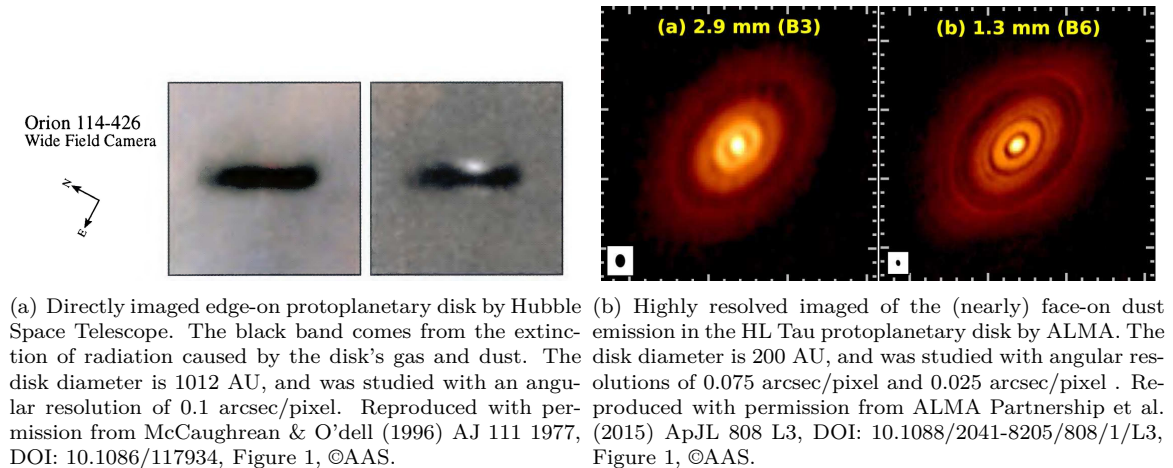 (a) 2.9 mm (B3)
(b) 1.3 mm (B6)
Orion 114-426
Wide Field Camera
N
E
(a) Directly imaged edge-on protoplanetary disk by Hubble
Space Telescope. The black band comes from the extinc-
tion of radiation caused by the disk's gas and dust. The
disk diameter is 1012 AU, and was studied with an angu-
lar resolution of 0.1 arcsec/pixel. Reproduced with per-
mission from McCaughrean & O'dell (1996) AJ 111 1977,
DOI: 10.1086/117934, Figure 1, ©AAS.
(b) Highly resolved imaged of the (nearly) face-on dust
emission in the HL Tau protoplanetary disk by ALMA. The
disk diameter is 200 AU, and was studied with angular res-
olutions of 0.075 arcsec/pixel and 0.025 arcsec/pixel . Re-
produced with permission from ALMA Partnership et al.
(2015) ApJL 808 L3, DOI: 10.1088/2041-8205/808/1/L3,
Figure 1, ©AAS.